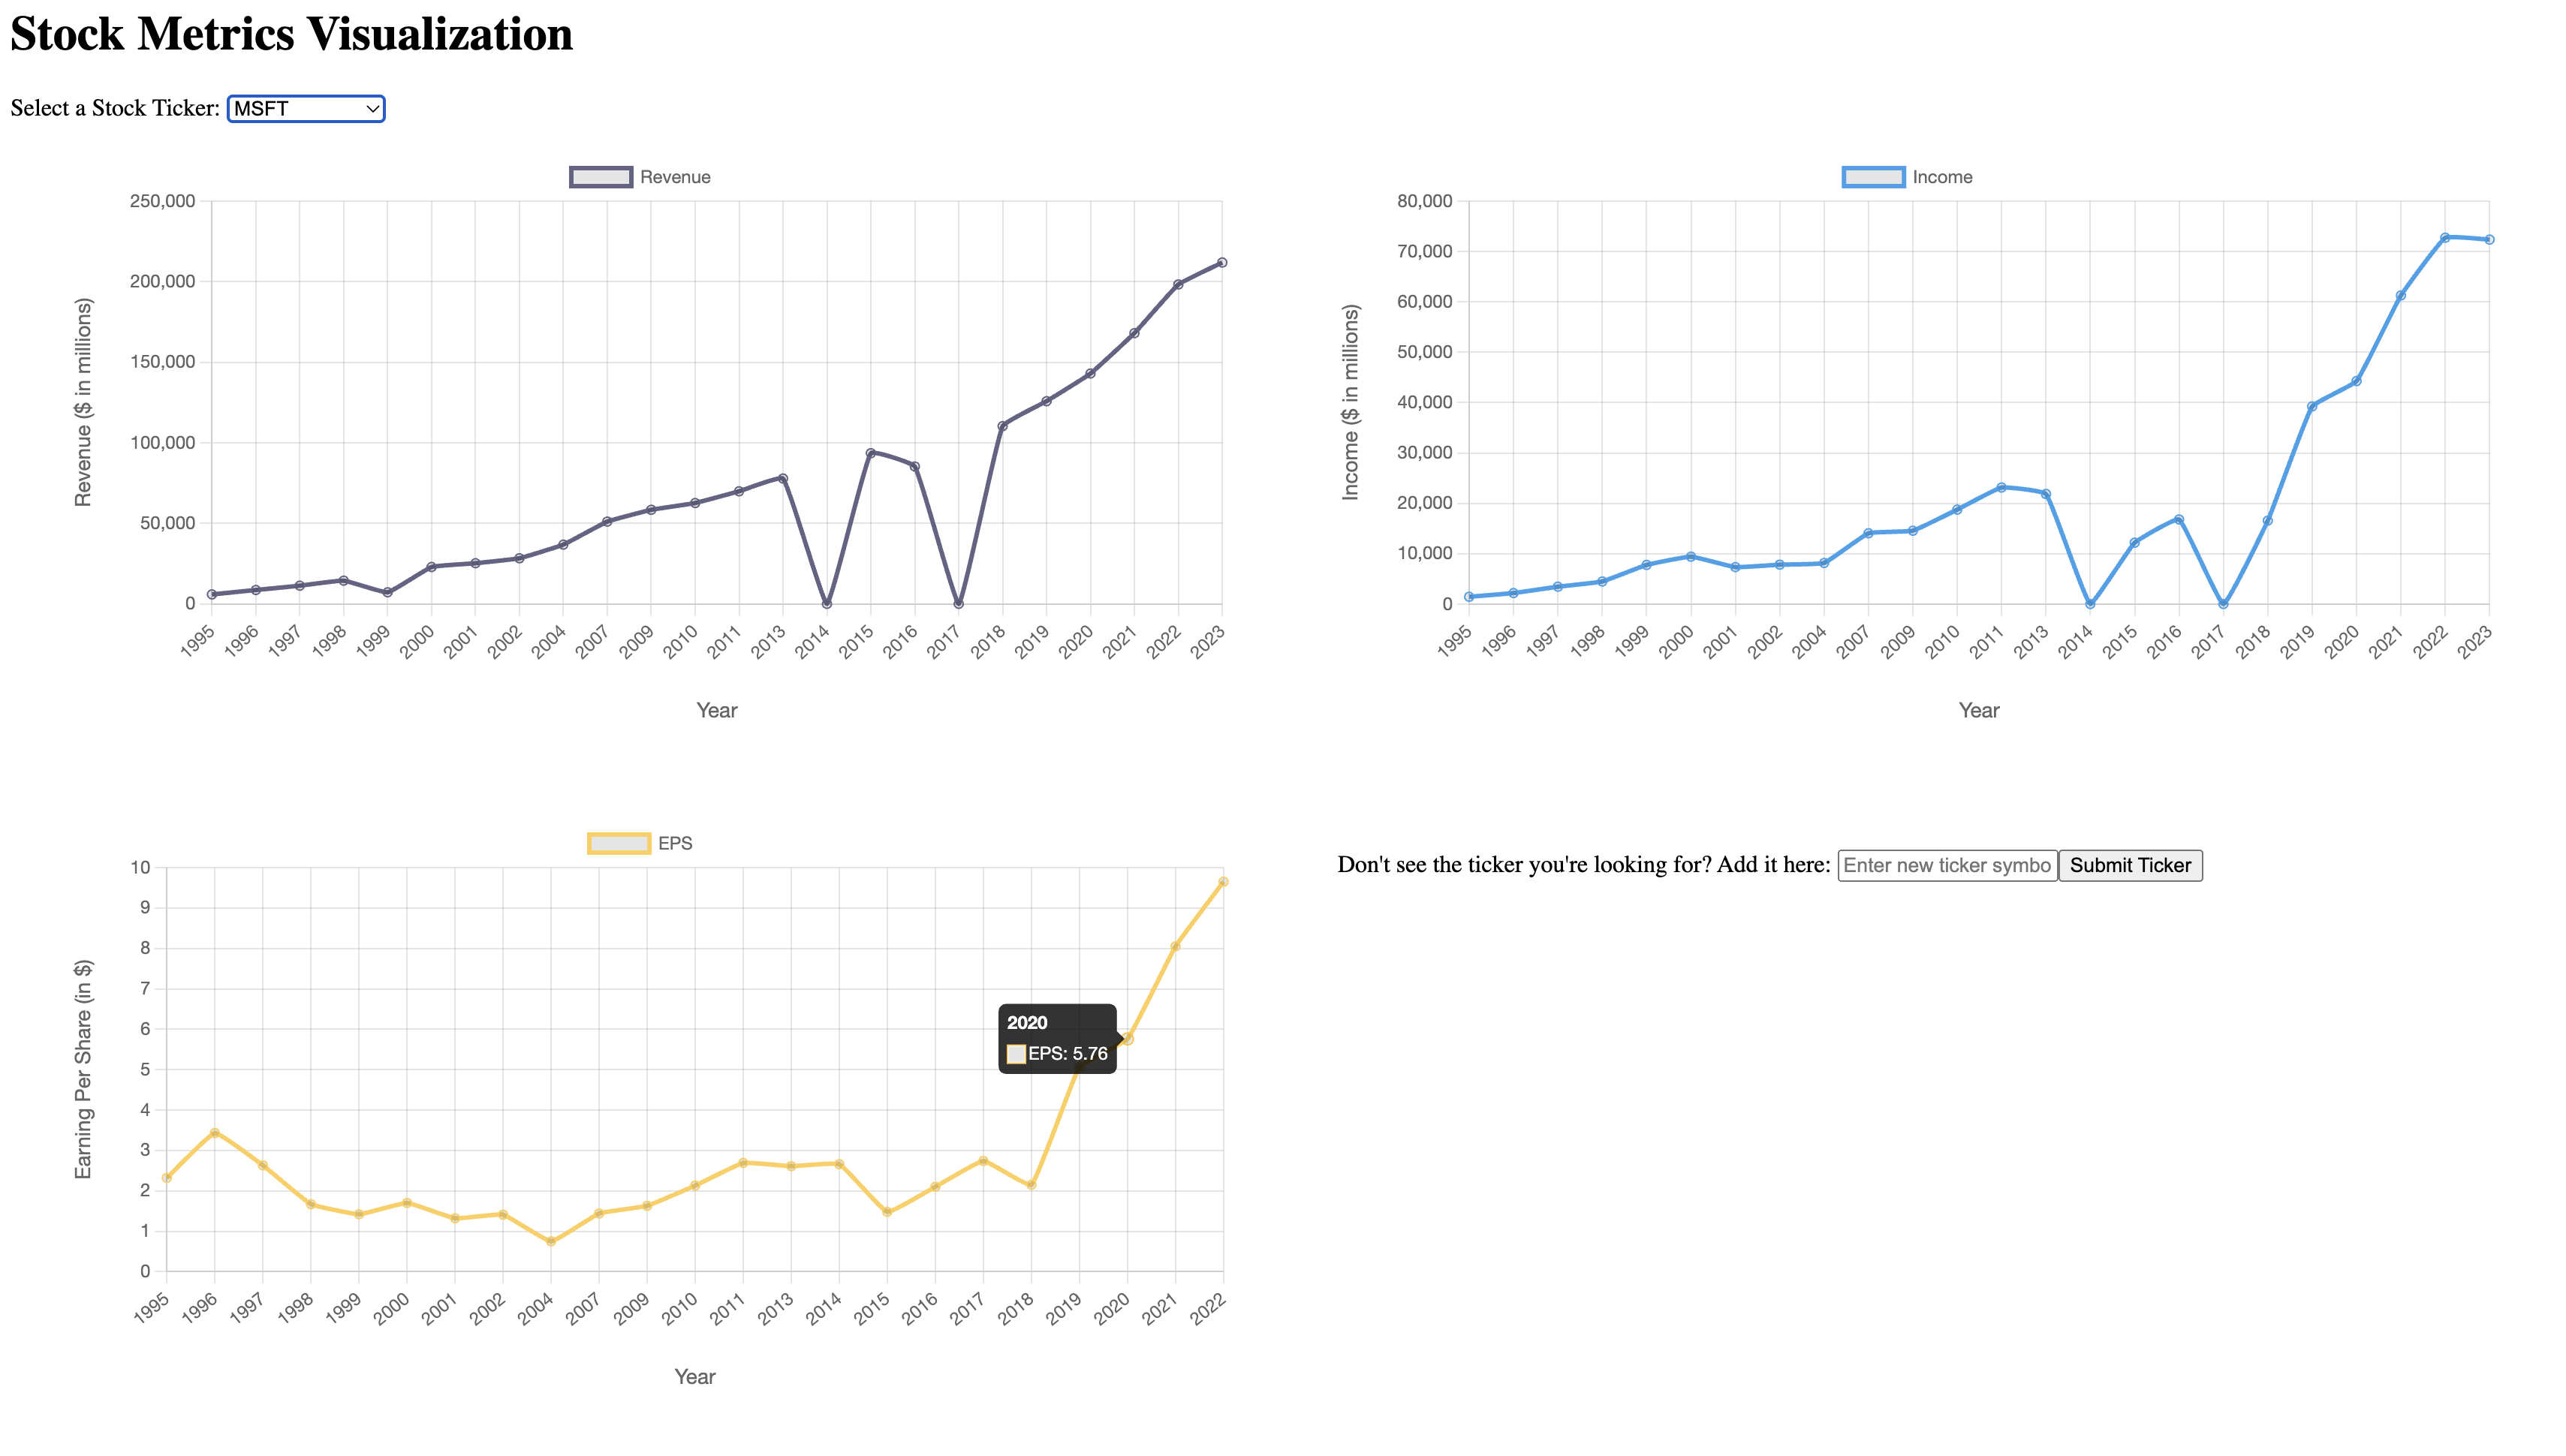 Stock Metrics Visualization
Select a Stock Ticker: MSFT
Revenue
250,000
200,000
150,000
100,000
50,000
0
Revenue ($ in millions)
1995 1996 1997 1998 1999 2000 2001 2002 2004 2007 2009 2010 2011 2013 2014 2015 2016 2017 2018 2019 2020 2021 2022 2023
Year
Income
80,000
70,000
60,000
50,000
40,000
30,000
20,000
10,000
0
Income ($ in millions)
1995 1996 1997 1998 1999 2000 2001 2002 2004 2007 2009 2010 2011 2013 2014 2015 2016 2017 2018 2019 2020 2021 2022 2023
Year
EPS
10
9
8
7
6
5
4
3
2
1
0
Earning Per Share (in $)
2020
EPS: 5.76
1995 1996 1997 1998 1999 2000 2001 2002 2004 2007 2009 2010 2011 2013 2014 2015 2016 2017 2018 2019 2020 2021 2022
Year
Don't see the ticker you're looking for? Add it here: Enter new ticker symbo Submit Ticker